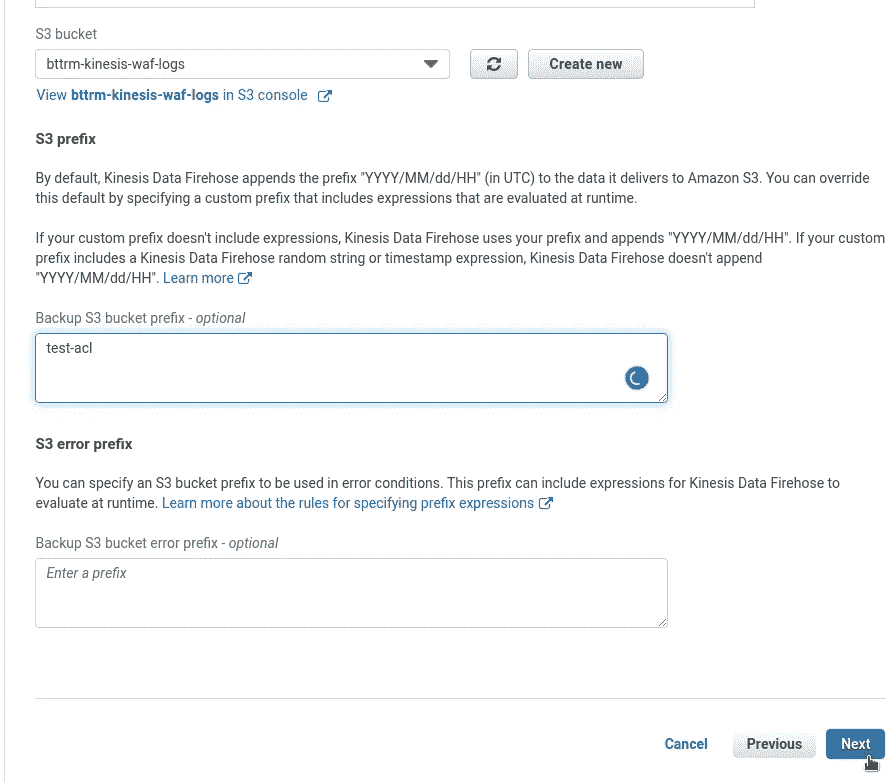 S3 bucket
bttrm-kinesis-waf-logs
Create new
View bttrm-kinesis-waf-logs in S3 console
S3 prefix
By default, Kinesis Data Firehose appends the prefix "YYYY/MM/dd/HH" (in UTC) to the data it delivers to Amazon S3. You can override
this default by specifying a custom prefix that includes expressions that are evaluated at runtime.
If your custom prefix doesn't include expressions, Kinesis Data Firehose uses your prefix and appends "YYYY/MM/dd/HH". If your custom
prefix includes a Kinesis Data Firehose random string or timestamp expression, Kinesis Data Firehose doesn't append
"YYYY/MM/dd/HH". Learn more
Backup S3 bucket prefix - optional
test-acl
S3 error prefix
You can specify an S3 bucket prefix to be used in error conditions. This prefix can include expressions for Kinesis Data Firehose to
evaluate at runtime. Learn more about the rules for specifying prefix expressions
Backup S3 bucket error prefix - optional
Enter a prefix
Cancel
Previous
Next